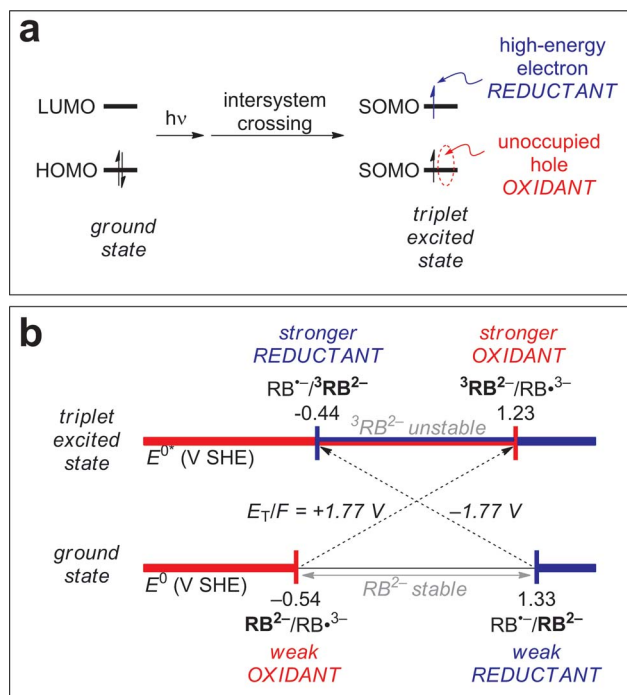 a
high-energy
electron
REDUCTANT
LUMO
hν
intersystem
crossing
SOMO
unoccupied
hole
OXIDANT
HOMO
SOMO
ground
state
triplet
excited
state
b
stronger
REDUCTANT
stronger
OXIDANT
RB•−/³RB²⁻
³RB²⁻/RB•³⁻
triplet
excited
state
-0.44
³RB²⁻ unstable
1.23
E⁰* (V SHE)
E_T/F = +1.77 V
−1.77 V
ground
state
E⁰ (V SHE)
RB²⁻ stable
−0.54
1.33
RB²⁻/RB•³⁻
RB•−/RB²⁻
weak
OXIDANT
weak
REDUCTANT